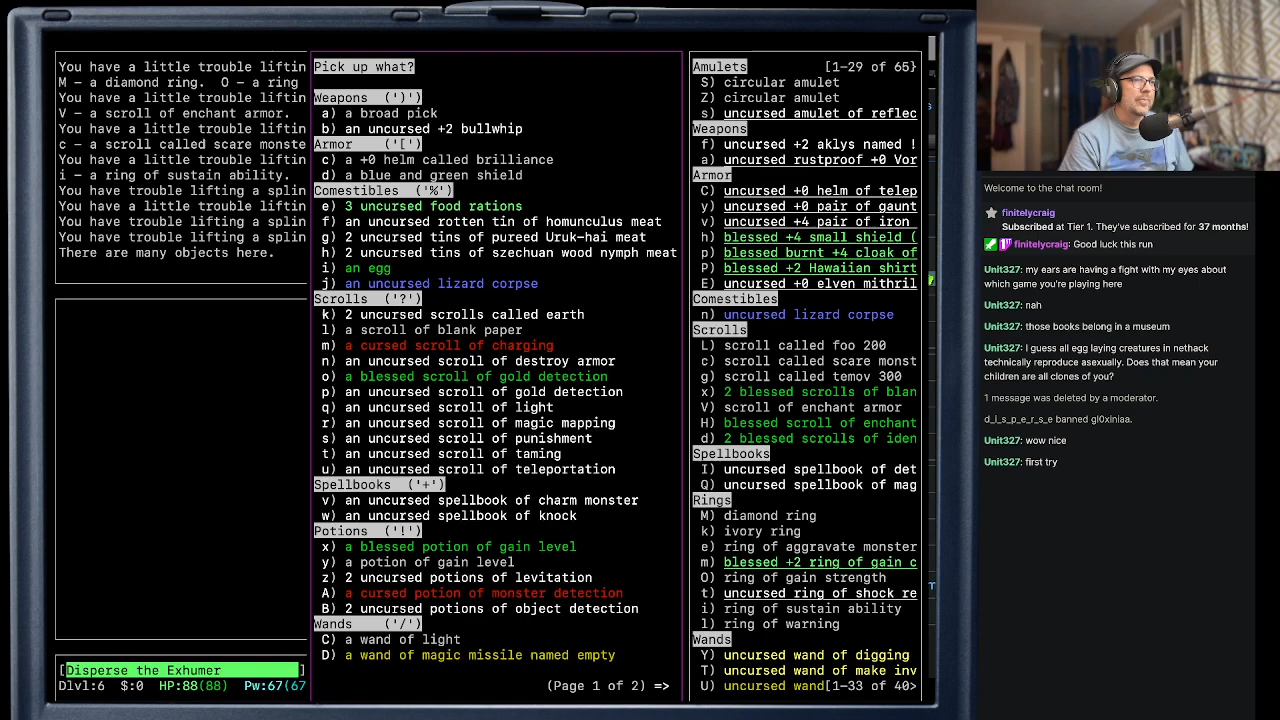 You have a little trouble liftin
M - a diamond ring.  O - a ring
You have a little trouble liftin
V - a scroll of enchant armor.
You have a little trouble liftin
c - a scroll called scare monste
You have a little trouble liftin
i - a ring of sustain ability.
You have trouble lifting a splin
You have trouble lifting a splin
You have trouble lifting a splin
You have trouble lifting a splin
There are many objects here.
[Disperse the Exhumer ]
Dlvl:6  $:0  HP:88(88)  Pw:67(67
Pick up what?
Weapons  (')')
a) a broad pick
b) an uncursed +2 bullwhip
Armor  ('[')
c) a +0 helm called brilliance
d) a blue and green shield
Comestibles  ('%')
e) 3 uncursed food rations
f) an uncursed rotten tin of homunculus meat
g) 2 uncursed tins of pureed Uruk-hai meat
h) 2 uncursed tins of szechuan wood nymph meat
i) an egg
j) an uncursed lizard corpse
Scrolls  ('?')
k) 2 uncursed scrolls called earth
l) a scroll of blank paper
m) a cursed scroll of charging
n) an uncursed scroll of destroy armor
o) a blessed scroll of gold detection
p) an uncursed scroll of gold detection
q) an uncursed scroll of light
r) an uncursed scroll of magic mapping
s) an uncursed scroll of punishment
t) an uncursed scroll of taming
u) an uncursed scroll of teleportation
Spellbooks  ('+')
v) an uncursed spellbook of charm monster
w) an uncursed spellbook of knock
Potions  ('!')
x) a blessed potion of gain level
y) a potion of gain level
z) 2 uncursed potions of levitation
A) a cursed potion of monster detection
B) 2 uncursed potions of object detection
Wands  ('/')
C) a wand of light
D) a wand of magic missile named empty
(Page 1 of 2) =>
Amulets [1-29 of 65}
S) circular amulet
Z) circular amulet
s) uncursed amulet of reflec
Weapons
f) uncursed +2 aklys named !
a) uncursed rustproof +0 Vor
Armor
C) uncursed +0 helm of telep
y) uncursed +0 pair of gaunt
v) uncursed +4 pair of iron
h) blessed +4 small shield (
p) blessed burnt +4 cloak of
P) blessed +2 Hawaiian shirt
E) uncursed +0 elven mithril
Comestibles
n) uncursed lizard corpse
Scrolls
L) scroll called foo 200
c) scroll called scare monst
g) scroll called temov 300
x) 2 blessed scrolls of blan
V) scroll of enchant armor
H) blessed scroll of enchant
d) 2 blessed scrolls of iden
Spellbooks
I) uncursed spellbook of det
Q) uncursed spellbook of mag
Rings
M) diamond ring
k) ivory ring
e) ring of aggravate monster
m) blessed +2 ring of gain c
O) ring of gain strength
t) uncursed ring of shock re
i) ring of sustain ability
l) ring of warning
Wands
Y) uncursed wand of digging
T) uncursed wand of make inv
U) uncursed wand[1-33 of 40>
Welcome to the chat room!
finitelycraig
Subscribed at Tier 1. They've subscribed for 37 months!
finitelycraig: Good luck this run
Unit327: my ears are having a fight with my eyes about
which game you're playing here
Unit327: nah
Unit327: those books belong in a museum
Unit327: I guess all egg laying creatures in nethack
technically reproduce asexually. Does that mean your
children are all clones of you?
1 message was deleted by a moderator.
d_i_s_p_e_r_s_e banned gl0xiniaa.
Unit327: wow nice
Unit327: first try